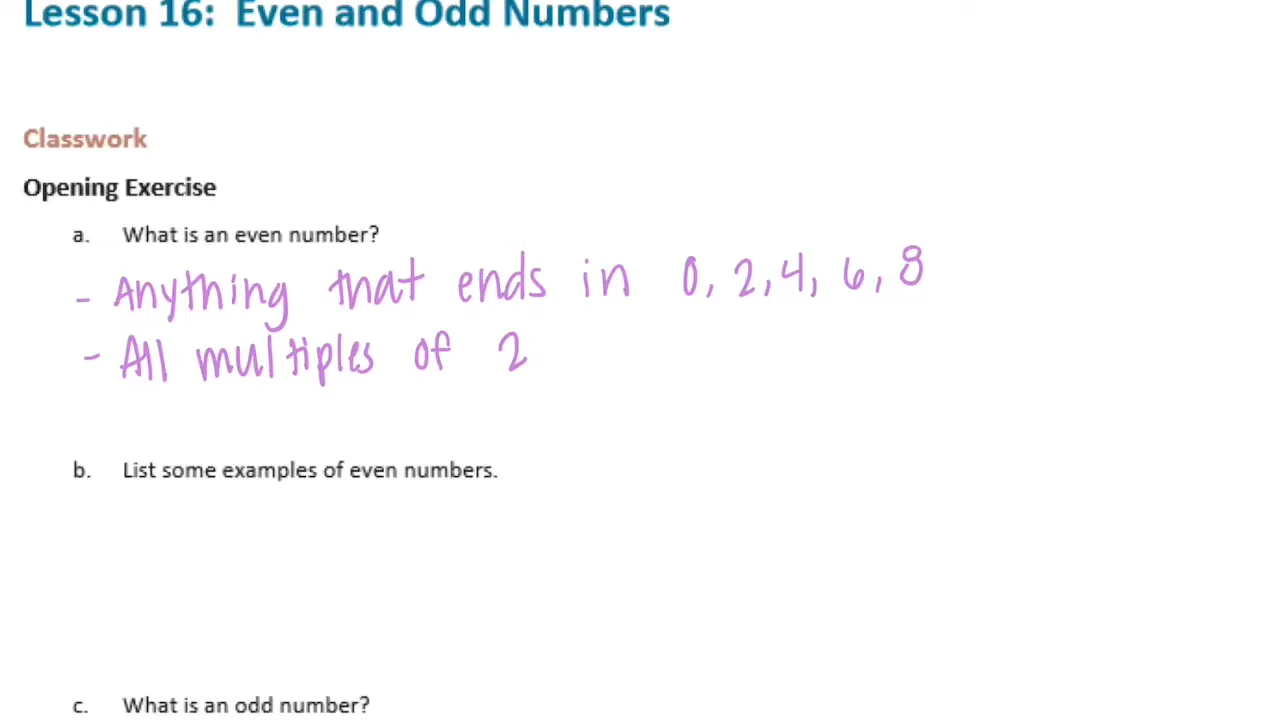 Lesson 16: Even and Odd Numbers
Classwork
Opening Exercise
a. What is an even number?
- Anything that ends in 0, 2, 4, 6, 8
- All multiples of 2
b. List some examples of even numbers.
c. What is an odd number?